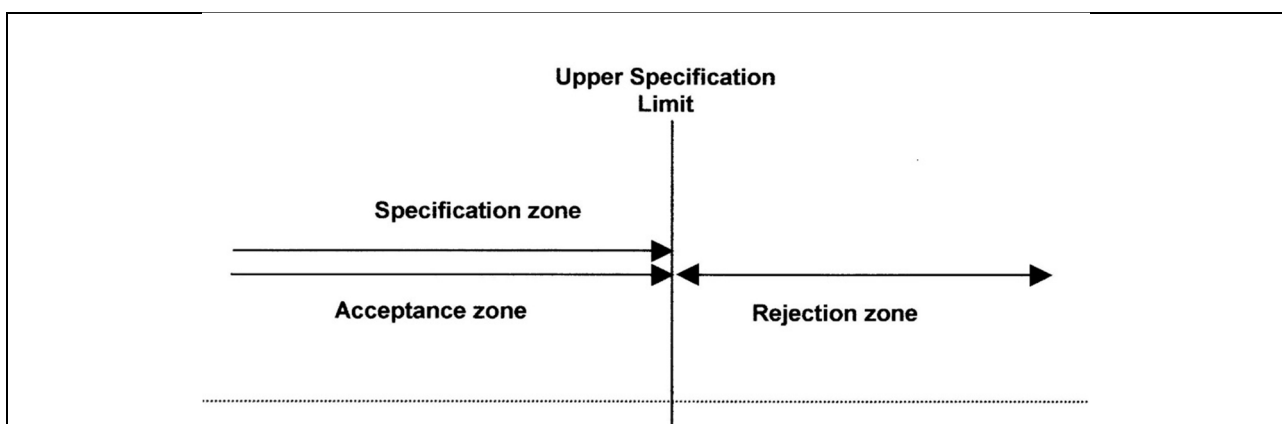 Upper Specification
Limit
Specification zone
Acceptance zone
Rejection zone